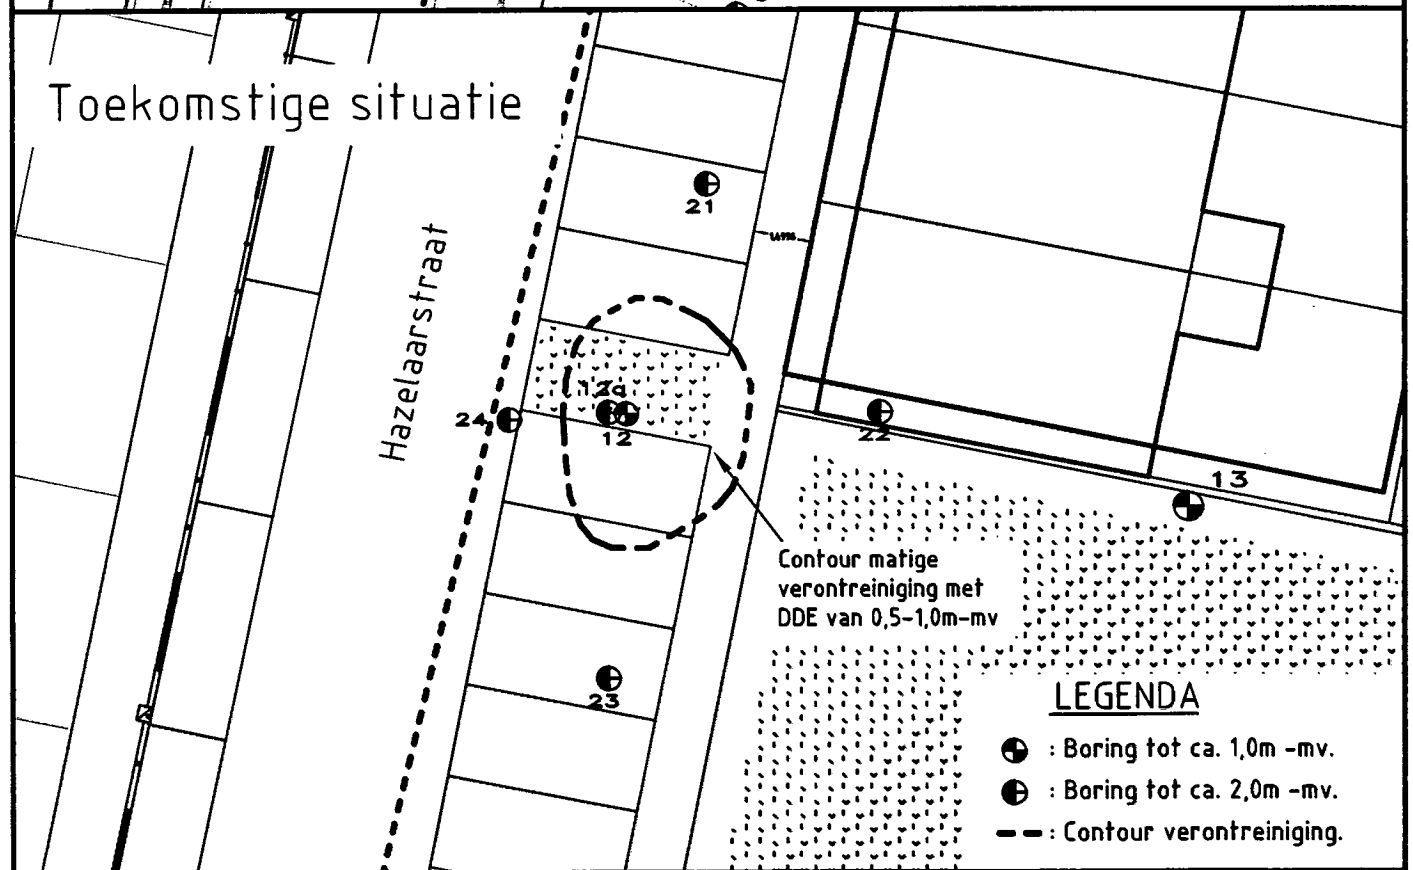 Toekomstige situatie
21
Hazelaarstraat
12a
24
12
22
13
Contour matige
verontreiniging met
DDE van 0,5-1,0m-mv
23
LEGENDA
: Boring tot ca. 1,0m -mv.
: Boring tot ca. 2,0m -mv.
: Contour verontreiniging.